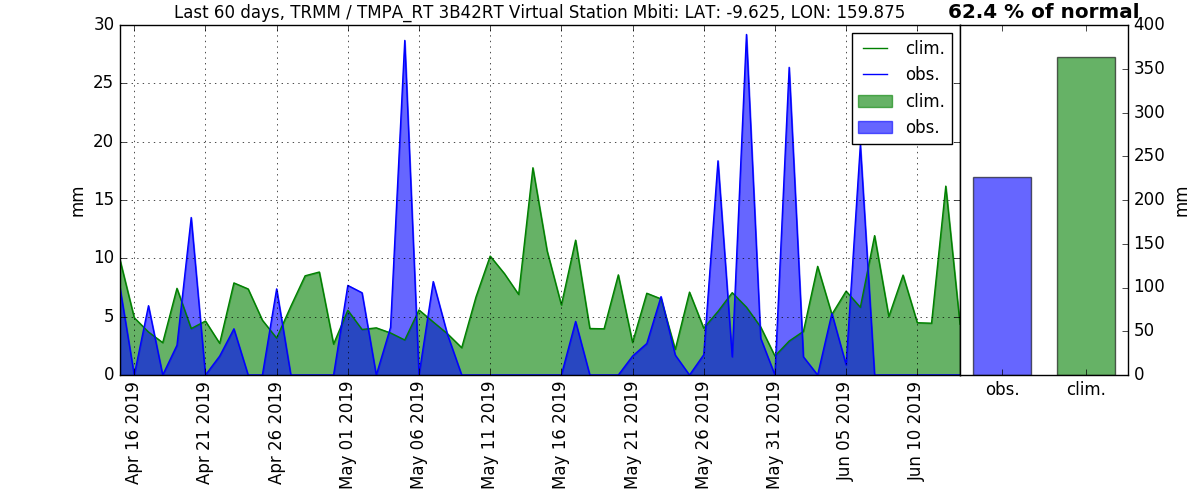 Last 60 days, TRMM / TMPA_RT 3B42RT Virtual Station Mbiti: LAT: -9.625, LON: 159.875
62.4 % of normal
30
25
20
15
10
5
0
mm
clim.
obs.
clim.
obs.
400
350
300
250
200
150
100
50
0
mm
Apr 16 2019
Apr 21 2019
Apr 26 2019
May 01 2019
May 06 2019
May 11 2019
May 16 2019
May 21 2019
May 26 2019
May 31 2019
Jun 05 2019
Jun 10 2019
obs.
clim.